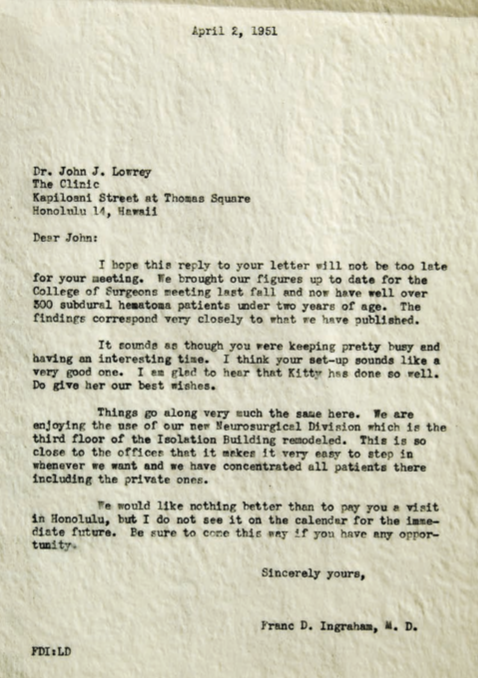 April 2, 1951
Dr. John J. Lowrey
The Clinic
Kapiloani Street at Thomas Square
Honolulu 14, Hawaii
Dear John:
I hope this reply to your letter will not be too late
for your meeting. We brought our figures up to date for the
College of Surgeons meeting last fall and now have well over
300 subdural hematoma patients under two years of age. The
findings correspond very closely to what we have published.
It sounds as though you were keeping pretty busy and
having an interesting time. I think your set-up sounds like a
very good one. I am glad to hear that Kitty has done so well.
Do give her our best wishes.
Things go along very much the same here. We are
enjoying the use of our new Neurosurgical Division which is the
third floor of the Isolation Building remodeled. This is so
close to the offices that it makes it very easy to step in
whenever we want and we have concentrated all patients there
including the private ones.
We would like nothing better than to pay you a visit
in Honolulu, but I do not see it on the calendar for the imme-
diate future. Be sure to come this way if you have any oppor-
tunity.
Sincerely yours,
Franc D. Ingraham, M. D.
FDI:LD